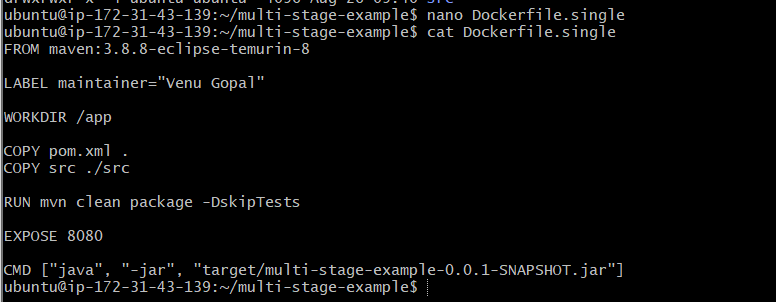 ubuntu@ip-172-31-43-139:~/multi-stage-example$ nano Dockerfile.single
ubuntu@ip-172-31-43-139:~/multi-stage-example$ cat Dockerfile.single
FROM maven:3.8.8-eclipse-temurin-8
LABEL maintainer="Venu Gopal"
WORKDIR /app
COPY pom.xml .
COPY src ./src
RUN mvn clean package -DskipTests
EXPOSE 8080
CMD ["java", "-jar", "target/multi-stage-example-0.0.1-SNAPSHOT.jar"]
ubuntu@ip-172-31-43-139:~/multi-stage-example$